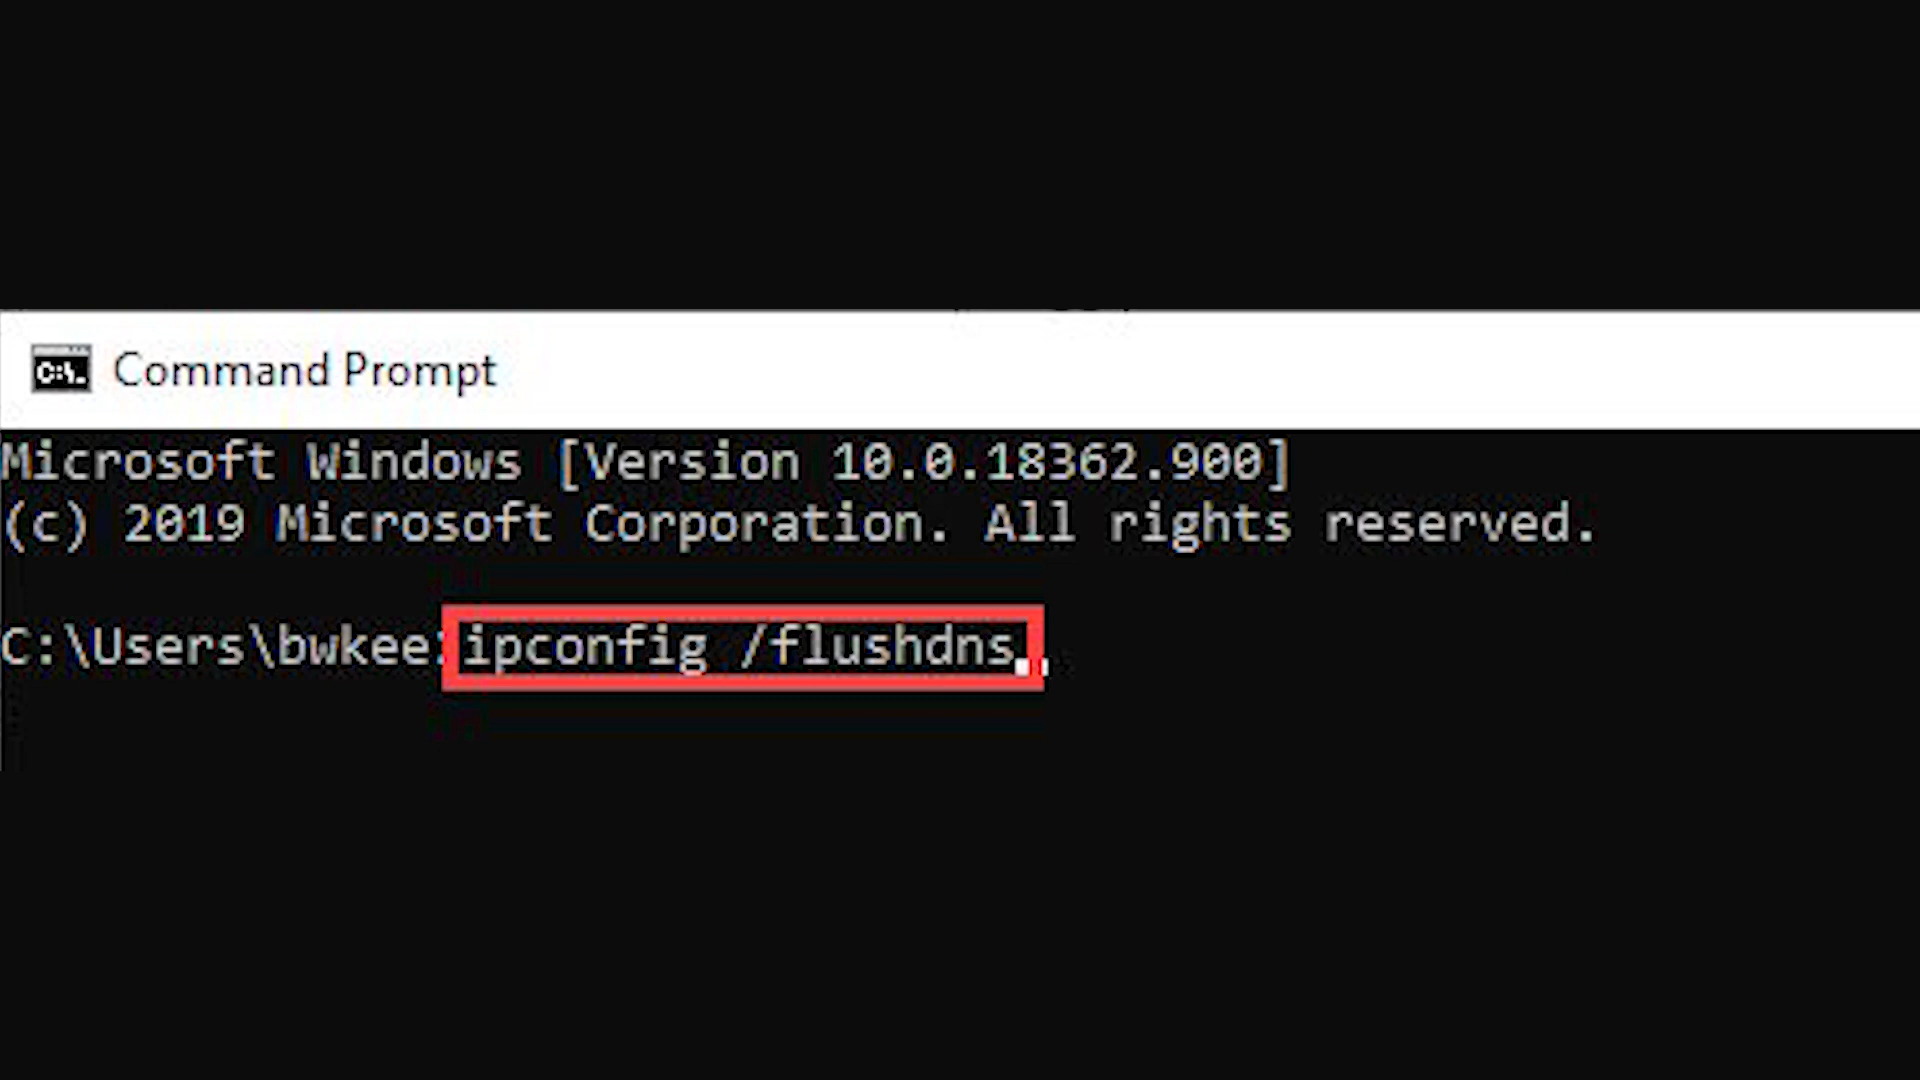 C:\.
Command Prompt
Microsoft Windows [Version 10.0.18362.900]
(c) 2019 Microsoft Corporation. All rights reserved.
C:\Users\bwkee ipconfig /flushdns